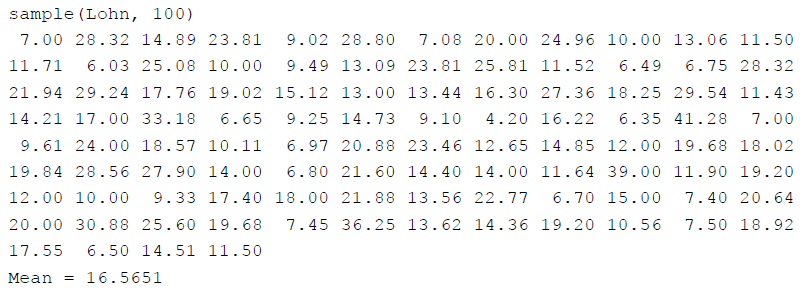 sample(Lohn, 100)
7.00 28.32 14.89 23.81 9.02 28.80 7.08 20.00 24.96 10.00 13.06 11.50
11.71 6.03 25.08 10.00 9.49 13.09 23.81 25.81 11.52 6.49 6.75 28.32
21.94 29.24 17.76 19.02 15.12 13.00 13.44 16.30 27.36 18.25 29.54 11.43
14.21 17.00 33.18 6.65 9.25 14.73 9.10 4.20 16.22 6.35 41.28 7.00
9.61 24.00 18.57 10.11 6.97 20.88 23.46 12.65 14.85 12.00 19.68 18.02
19.84 28.56 27.90 14.00 6.80 21.60 14.40 14.00 11.64 39.00 11.90 19.20
12.00 10.00 9.33 17.40 18.00 21.88 13.56 22.77 6.70 15.00 7.40 20.64
20.00 30.88 25.60 19.68 7.45 36.25 13.62 14.36 19.20 10.56 7.50 18.92
17.55 6.50 14.51 11.50
Mean = 16.5651